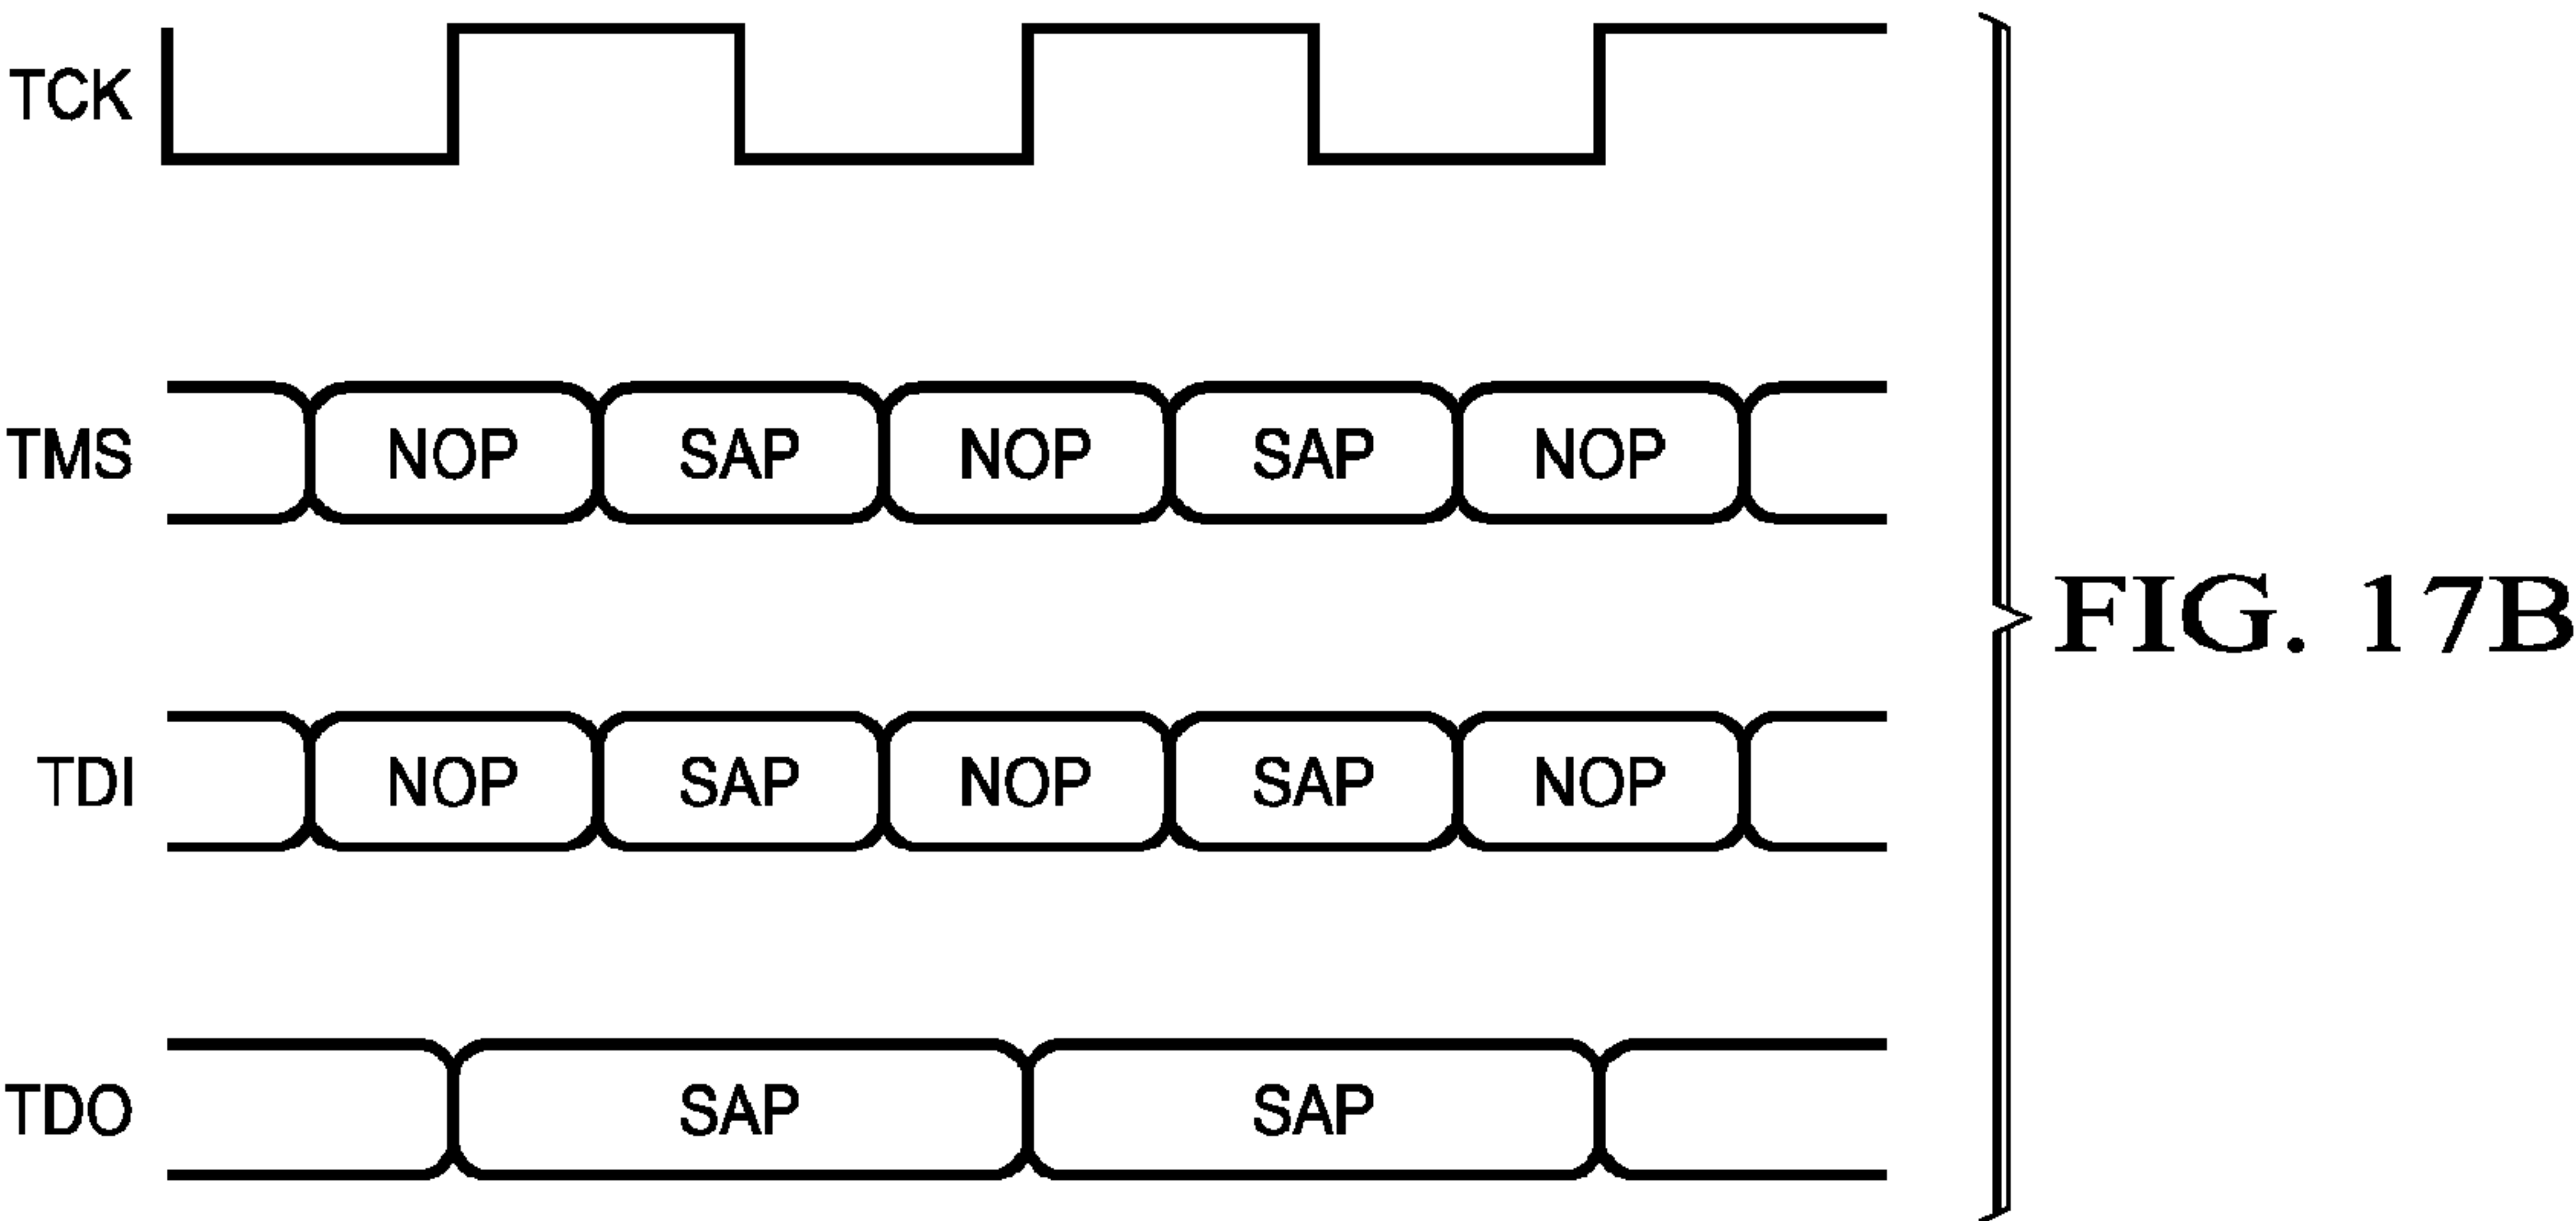 TCK
TMS NOP SAP NOP SAP NOP
FIG. 17B
TDI NOP SAP NOP SAP NOP
TDO SAP SAP